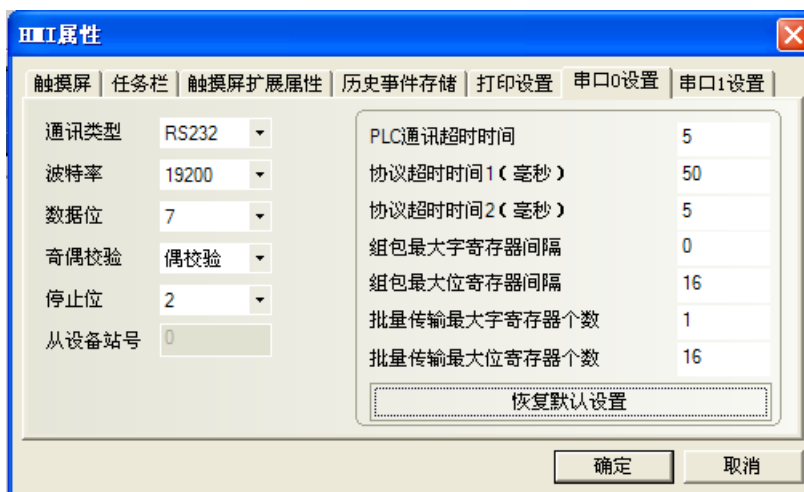 HMI属性
触摸屏 任务栏 触摸屏扩展属性 历史事件存储 打印设置 串口0设置 串口1设置
通讯类型 RS232
波特率 19200
数据位 7
奇偶校验 偶校验
停止位 2
从设备站号 0
PLC通讯超时时间 5
协议超时时间1(毫秒) 50
协议超时时间2(毫秒) 5
组包最大字寄存器间隔 0
组包最大位寄存器间隔 16
批量传输最大字寄存器个数 1
批量传输最大位寄存器个数 16
恢复默认设置
确定 取消